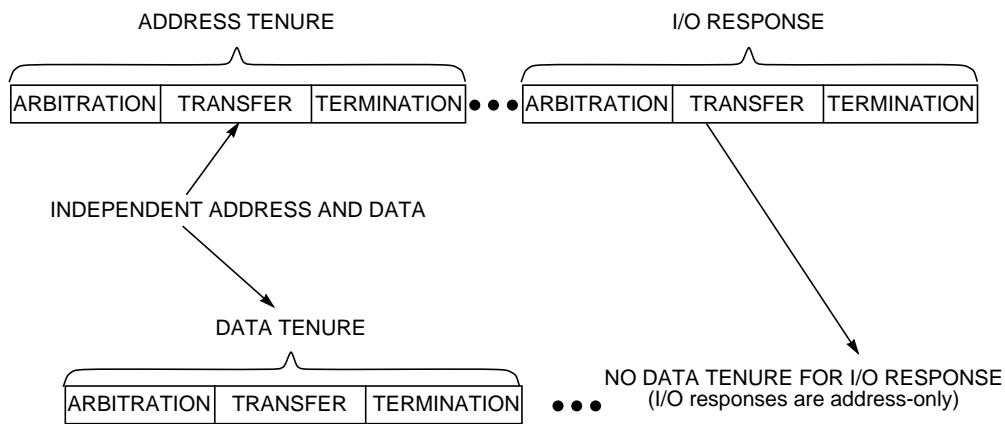 ADDRESS TENURE
I/O RESPONSE
ARBITRATION TRANSFER TERMINATION ARBITRATION TRANSFER TERMINATION
INDEPENDENT ADDRESS AND DATA
DATA TENURE
NO DATA TENURE FOR I/O RESPONSE
(I/O responses are address-only)
ARBITRATION TRANSFER TERMINATION